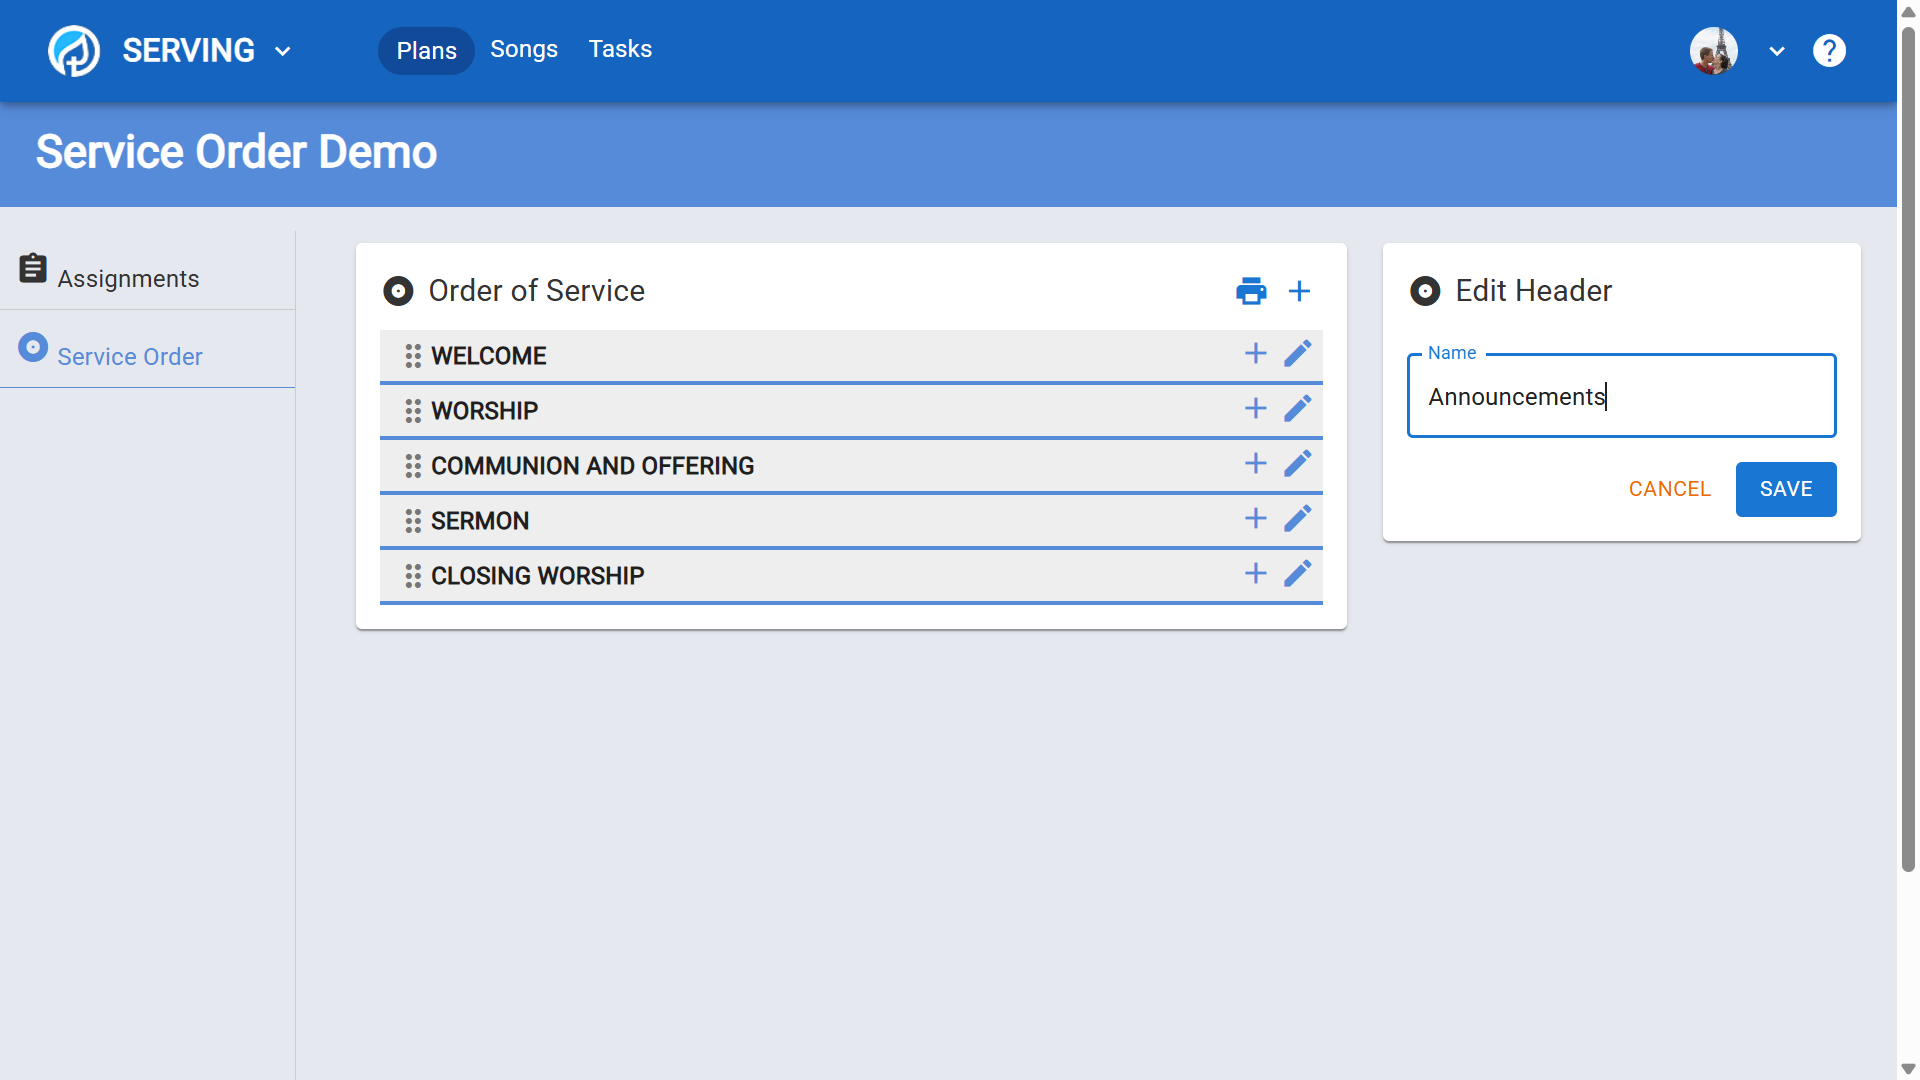 SERVING
Plans
Songs
Tasks
Service Order Demo
Assignments
Service Order
Order of Service
WELCOME
WORSHIP
COMMUNION AND OFFERING
SERMON
CLOSING WORSHIP
Edit Header
Name
Announcements
CANCEL
SAVE